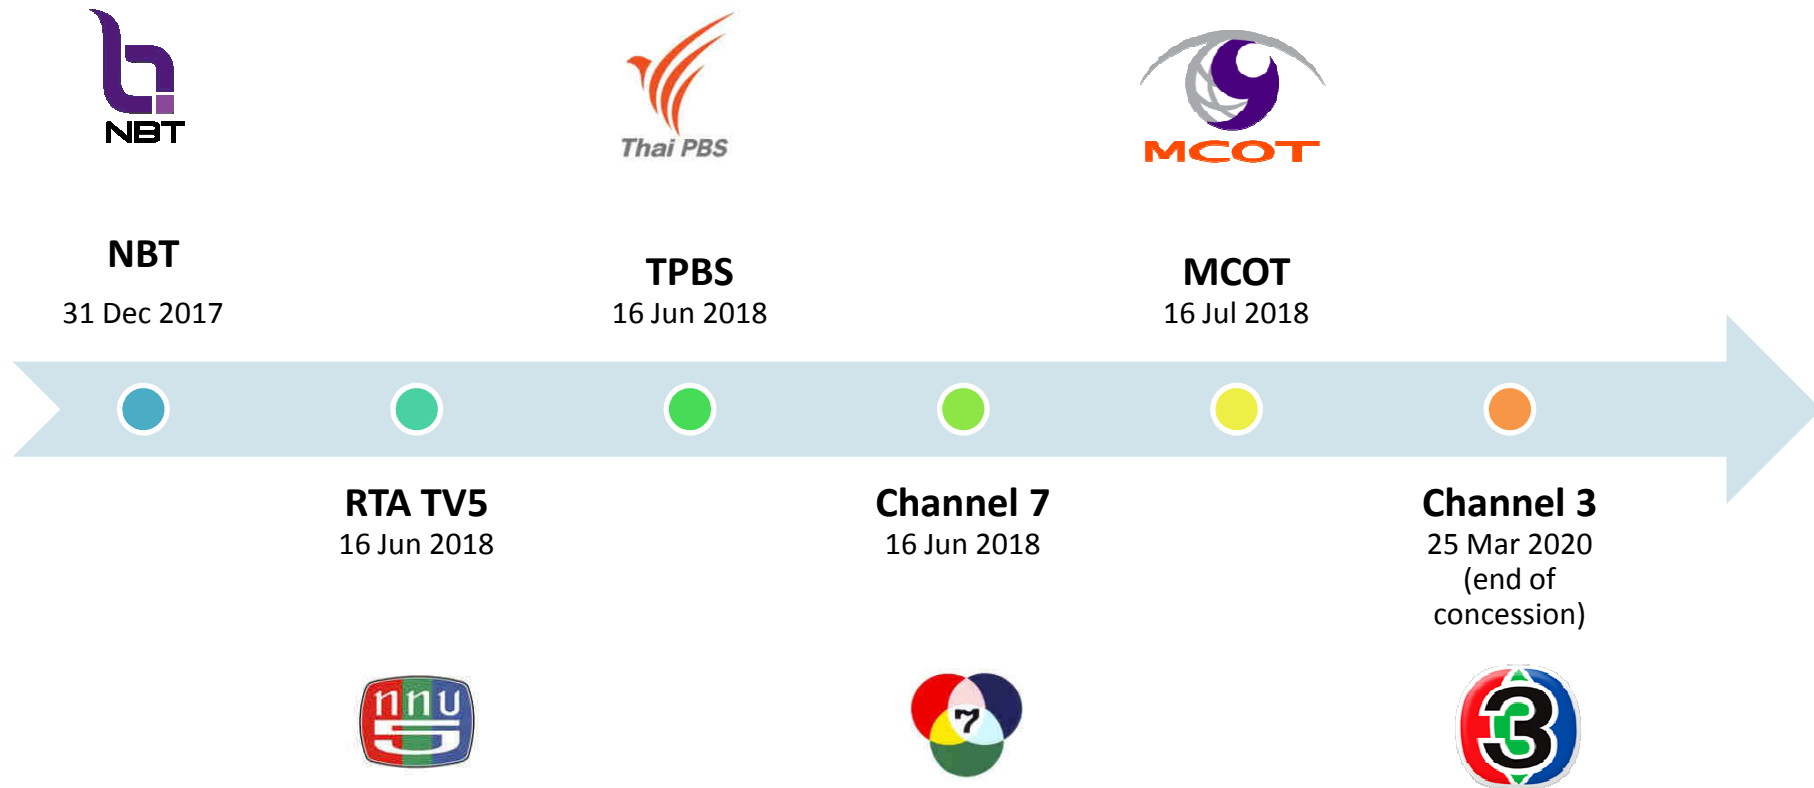 NBT
Thai PBS
MCOT
NBT
31 Dec 2017
TPBS
16 Jun 2018
MCOT
16 Jul 2018
RTA TV5
16 Jun 2018
Channel 7
16 Jun 2018
Channel 3
25 Mar 2020
(end of
concession)
ททบ
5
7
3